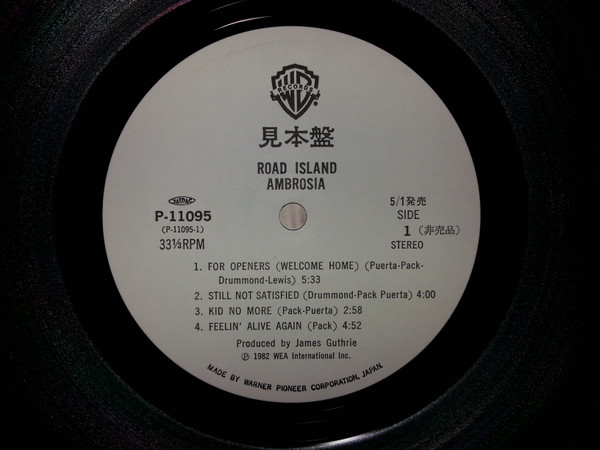 WB
RECORDS
見本盤
ROAD ISLAND
AMBROSIA
P-11095
(P-11095-1)
33⅓RPM
5/1発売
SIDE
1 (非売品)
STEREO
1. FOR OPENERS (WELCOME HOME) (Puerta-Pack-
Drummond-Lewis) 5:33
2. STILL NOT SATISFIED (Drummond-Pack Puerta) 4:00
3. KID NO MORE (Pack-Puerta) 2:58
4. FEELIN' ALIVE AGAIN (Pack) 4:52
Produced by James Guthrie
Ⓟ 1982 WEA International Inc.
MADE BY WARNER PIONEER CORPORATION, JAPAN.